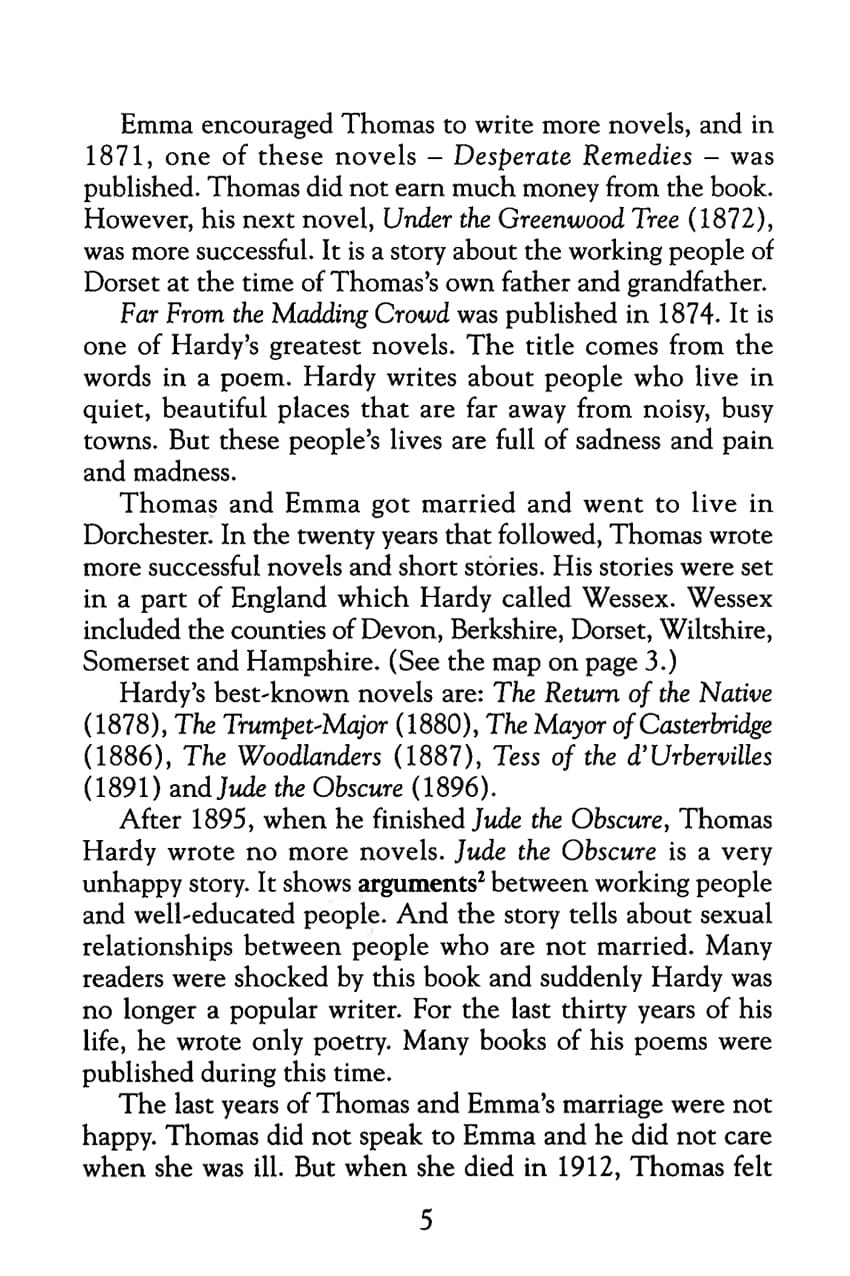 Emma encouraged Thomas to write more novels, and in
1871, one of these novels – Desperate Remedies – was
published. Thomas did not earn much money from the book.
However, his next novel, Under the Greenwood Tree (1872),
was more successful. It is a story about the working people of
Dorset at the time of Thomas's own father and grandfather.
Far From the Madding Crowd was published in 1874. It is
one of Hardy's greatest novels. The title comes from the
words in a poem. Hardy writes about people who live in
quiet, beautiful places that are far away from noisy, busy
towns. But these people's lives are full of sadness and pain
and madness.
Thomas and Emma got married and went to live in
Dorchester. In the twenty years that followed, Thomas wrote
more successful novels and short stories. His stories were set
in a part of England which Hardy called Wessex. Wessex
included the counties of Devon, Berkshire, Dorset, Wiltshire,
Somerset and Hampshire. (See the map on page 3.)
Hardy's best-known novels are: The Return of the Native
(1878), The Trumpet-Major (1880), The Mayor of Casterbridge
(1886), The Woodlanders (1887), Tess of the d'Urbervilles
(1891) and Jude the Obscure (1896).
After 1895, when he finished Jude the Obscure, Thomas
Hardy wrote no more novels. Jude the Obscure is a very
unhappy story. It shows arguments² between working people
and well-educated people. And the story tells about sexual
relationships between people who are not married. Many
readers were shocked by this book and suddenly Hardy was
no longer a popular writer. For the last thirty years of his
life, he wrote only poetry. Many books of his poems were
published during this time.
The last years of Thomas and Emma's marriage were not
happy. Thomas did not speak to Emma and he did not care
when she was ill. But when she died in 1912, Thomas felt
5